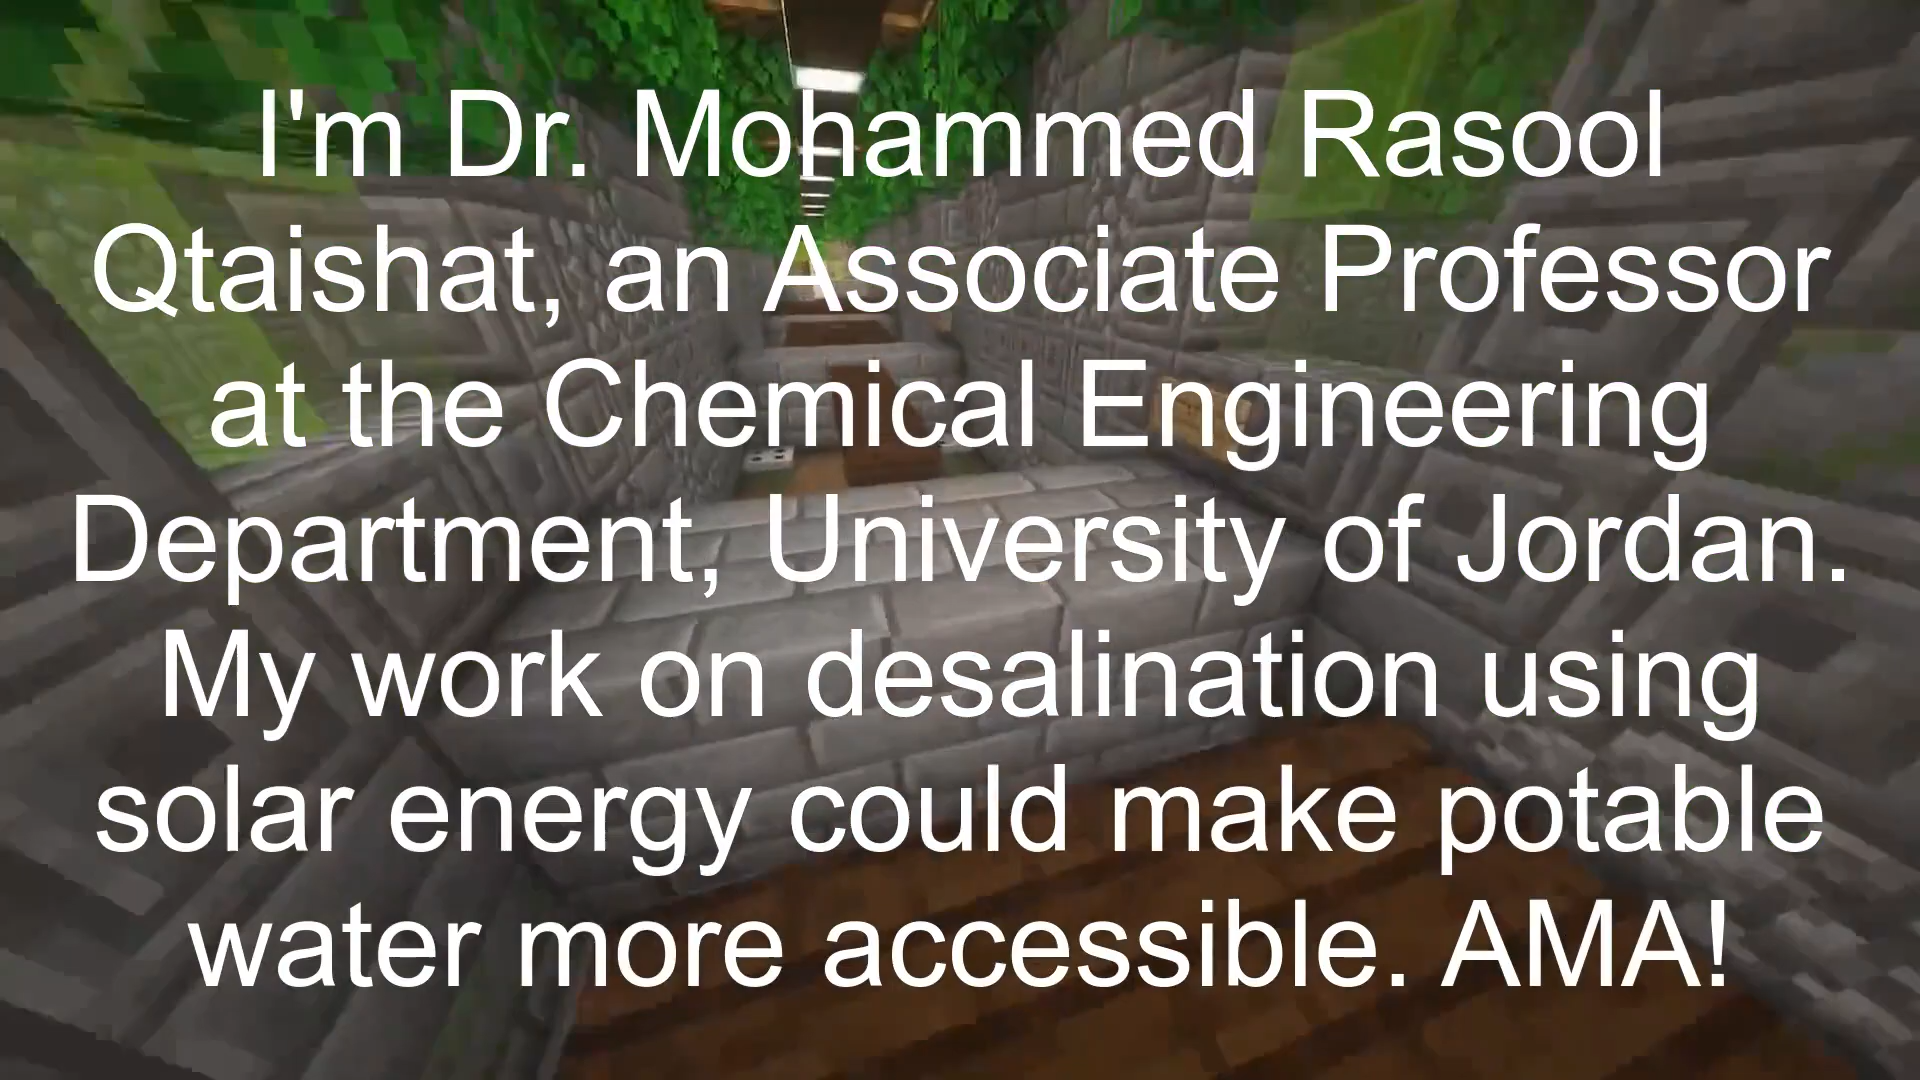 I'm Dr. Mohammed Rasool
Qtaishat, an Associate Professor
at the Chemical Engineering
Department, University of Jordan.
My work on desalination using
solar energy could make potable
water more accessible. AMA!